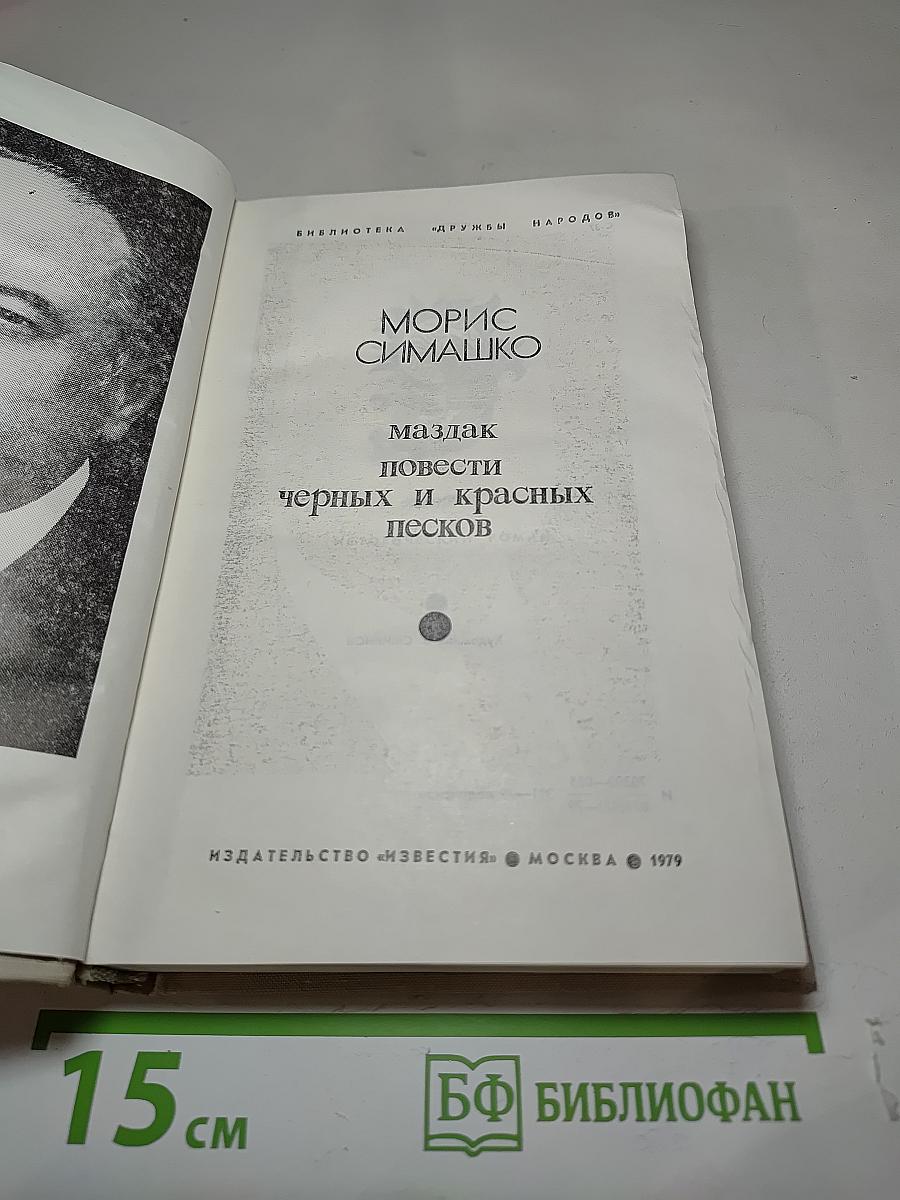 БИБЛИОТЕКА «ДРУЖБЫ НАРОДОВ»
МОРИС
СИМАШКО
маздак
повести
черных и красных
песков
ИЗДАТЕЛЬСТВО «ИЗВЕСТИЯ» ● МОСКВА ● 1979
15 см
БФ БИБЛИОФАН